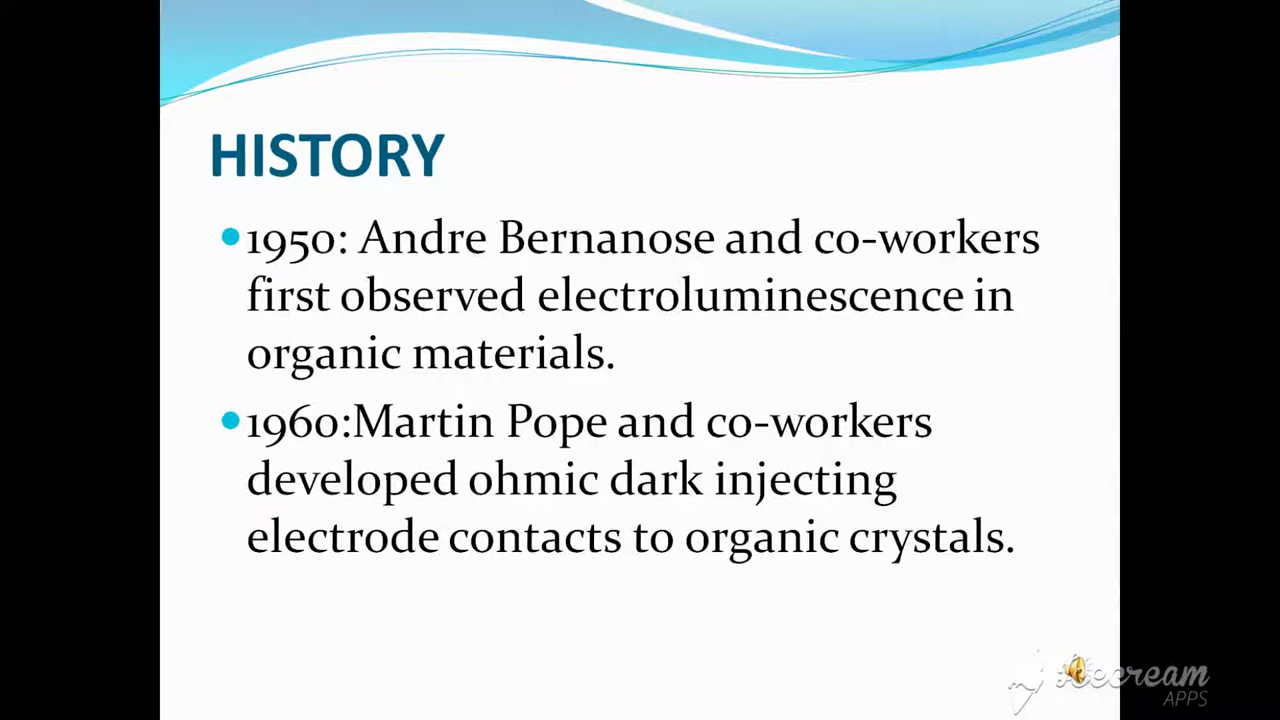 HISTORY
•1950: Andre Bernanose and co-workers
first observed electroluminescence in
organic materials.
•1960:Martin Pope and co-workers
developed ohmic dark injecting
electrode contacts to organic crystals.
Icecream
APPS